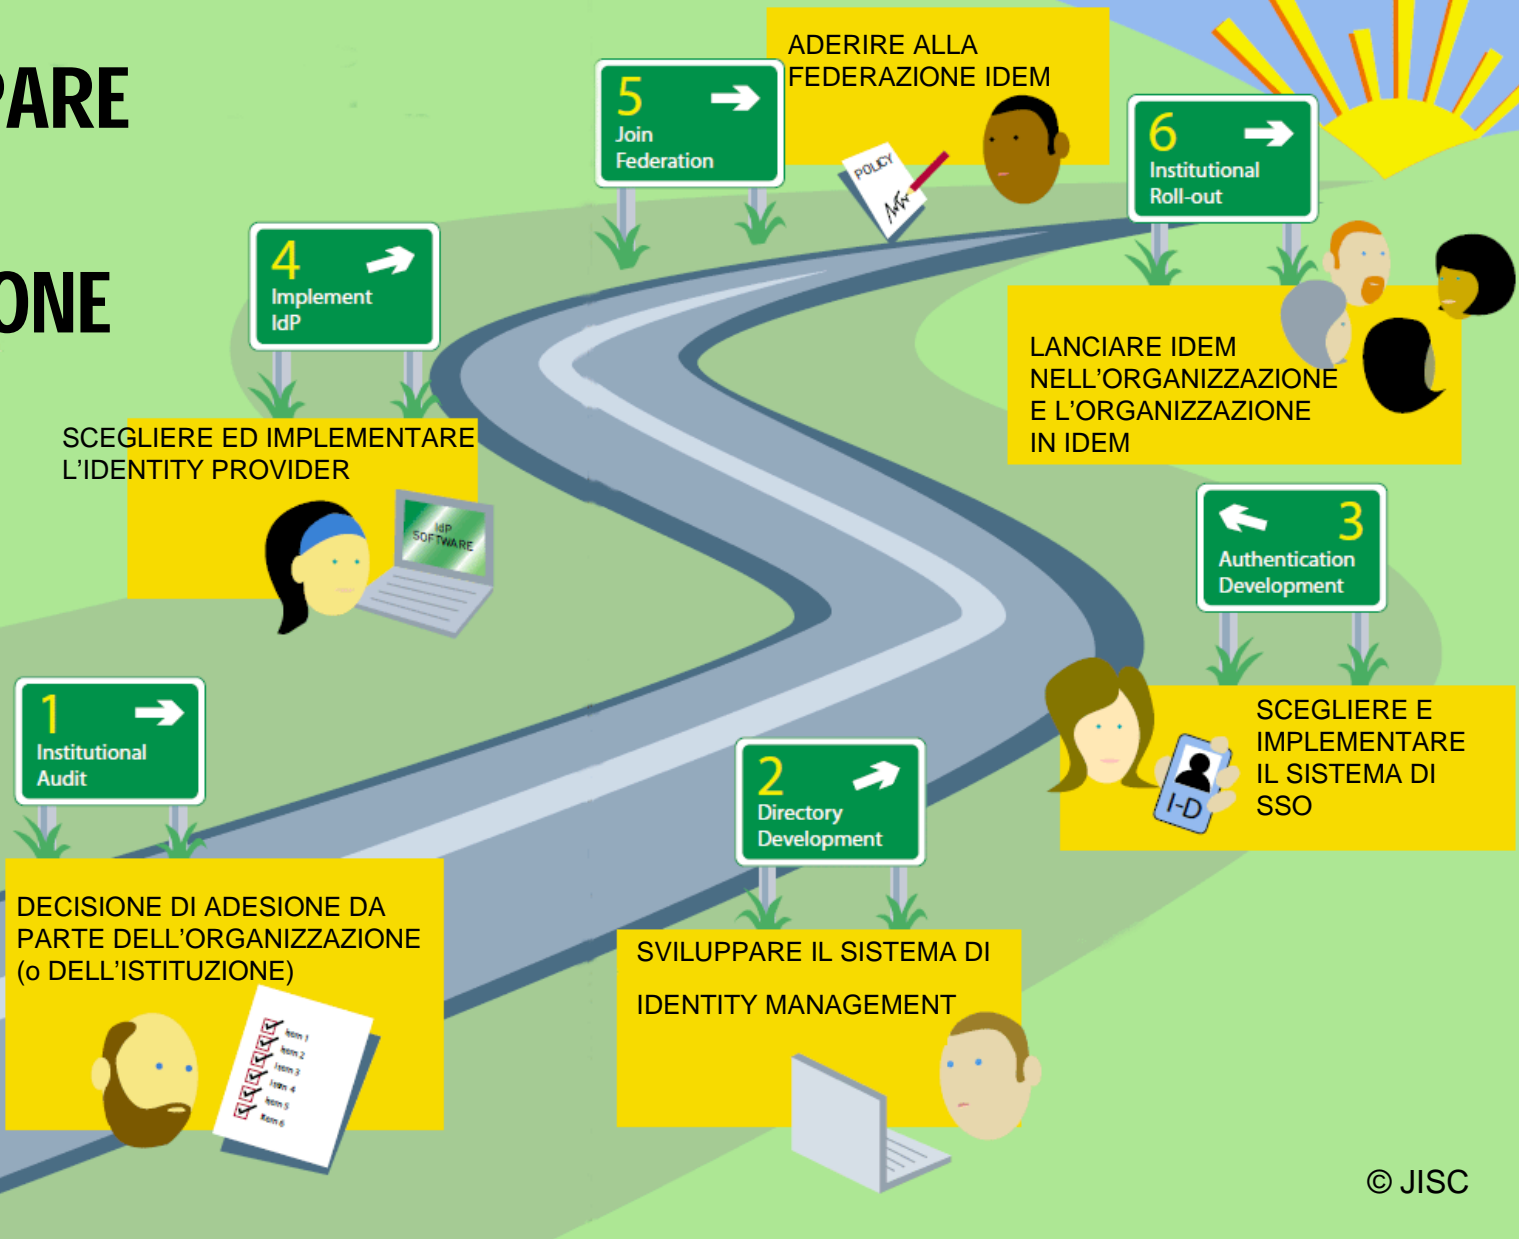 PARE
ONE
5
Join
Federation
ADERIRE ALLA
FEDERAZIONE IDEM
POLICY
6
Institutional
Roll-out
4
Implement
IdP
LANCIARE IDEM
NELL’ORGANIZZAZIONE
E L’ORGANIZZAZIONE
IN IDEM
SCEGLIERE ED IMPLEMENTARE
L’IDENTITY PROVIDER
IdP
SOFTWARE
3
Authentication
Development
1
Institutional
Audit
SCEGLIERE E
IMPLEMENTARE
IL SISTEMA DI
SSO
I-D
2
Directory
Development
DECISIONE DI ADESIONE DA
PARTE DELL’ORGANIZZAZIONE
(o DELL’ISTITUZIONE)
Item 1
Item 2
Item 3
Item 4
Item 5
Item 6
SVILUPPARE IL SISTEMA DI
IDENTITY MANAGEMENT
© JISC